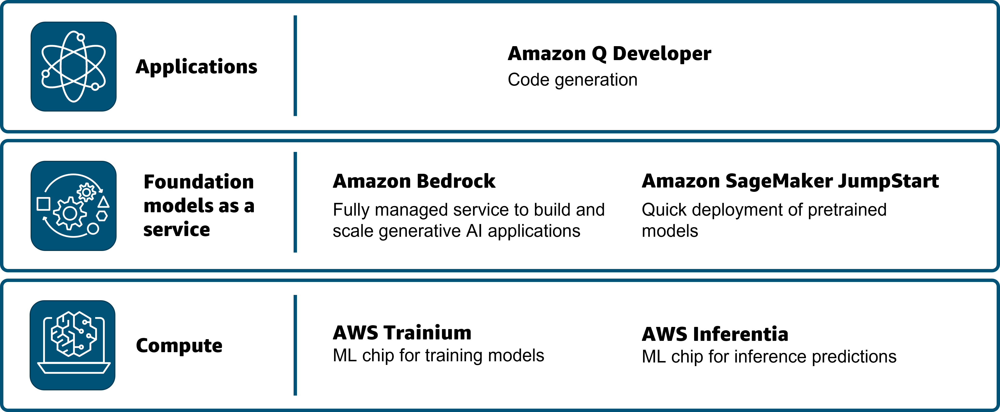 Applications
Amazon Q Developer
Code generation
Foundation
models as a
service
Amazon Bedrock
Fully managed service to build and
scale generative AI applications
Amazon SageMaker JumpStart
Quick deployment of pretrained
models
Compute
AWS Trainium
ML chip for training models
AWS Inferentia
ML chip for inference predictions